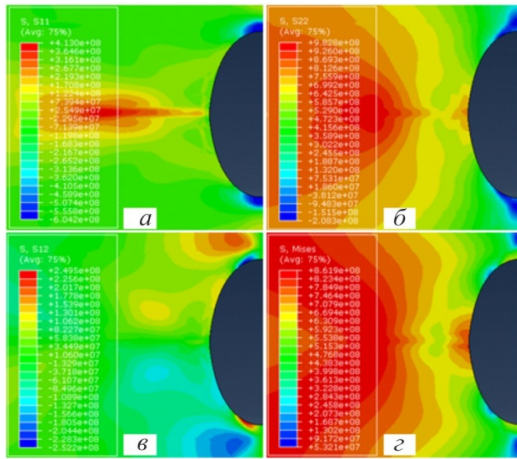 S, S11
(Avg: 75%)
+4.130e+08
+3.646e+08
+3.161e+08
+2.677e+08
+2.193e+08
+1.708e+08
+1.224e+08
+7.394e+07
+2.549e+07
-2.295e+07
-7.139e+07
-1.198e+08
-1.683e+08
-2.167e+08
-2.652e+08
-3.136e+08
-3.620e+08
-4.105e+08
-4.589e+08
-5.074e+08
-5.558e+08
-6.042e+08
а
S, S22
(Avg: 75%)
+9.828e+08
+9.260e+08
+8.693e+08
+8.126e+08
+7.559e+08
+6.992e+08
+6.425e+08
+5.857e+08
+5.290e+08
+4.723e+08
+4.156e+08
+3.589e+08
+3.022e+08
+2.455e+08
+1.887e+08
+1.320e+08
+7.531e+07
+1.860e+07
-3.812e+07
-9.483e+07
-1.515e+08
-2.083e+08
б
S, S12
(Avg: 75%)
+2.495e+08
+2.256e+08
+2.017e+08
+1.778e+08
+1.539e+08
+1.301e+08
+1.062e+08
+8.227e+07
+5.838e+07
+3.449e+07
+1.060e+07
-1.329e+07
-3.718e+07
-6.107e+07
-8.496e+07
-1.089e+08
-1.327e+08
-1.566e+08
-1.805e+08
-2.044e+08
-2.283e+08
-2.522e+08
в
S, Mises
(Avg: 75%)
+8.619e+08
+8.234e+08
+7.849e+08
+7.464e+08
+7.079e+08
+6.694e+08
+6.309e+08
+5.923e+08
+5.538e+08
+5.153e+08
+4.768e+08
+4.383e+08
+3.998e+08
+3.613e+08
+3.228e+08
+2.843e+08
+2.458e+08
+2.073e+08
+1.687e+08
+1.302e+08
+9.172e+07
+5.321e+07
г